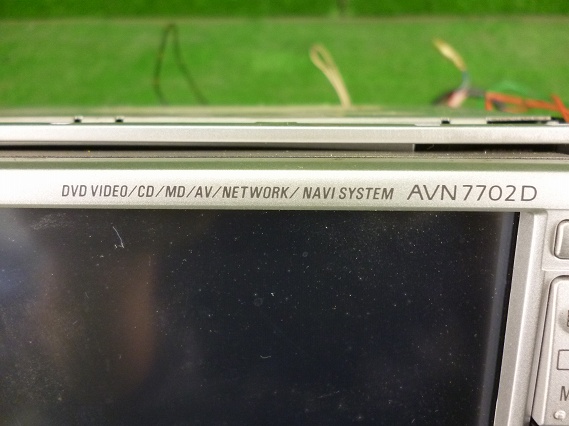 DVD VIDEO/CD/MD/AV/NETWORK/NAVI SYSTEM AVN7702D
M